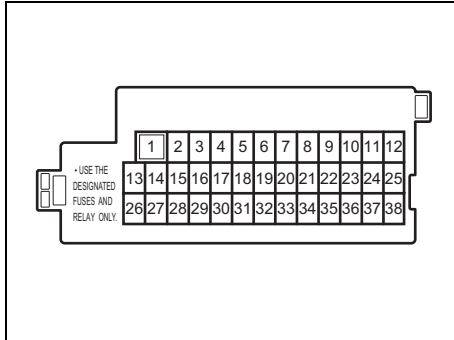 1 2 3 4 5 6 7 8 9 10 11 12
• USE THE
DESIGNATED
FUSES AND
RELAY ONLY.
13 14 15 16 17 18 19 20 21 22 23 24 25
26 27 28 29 30 31 32 33 34 35 36 37 38